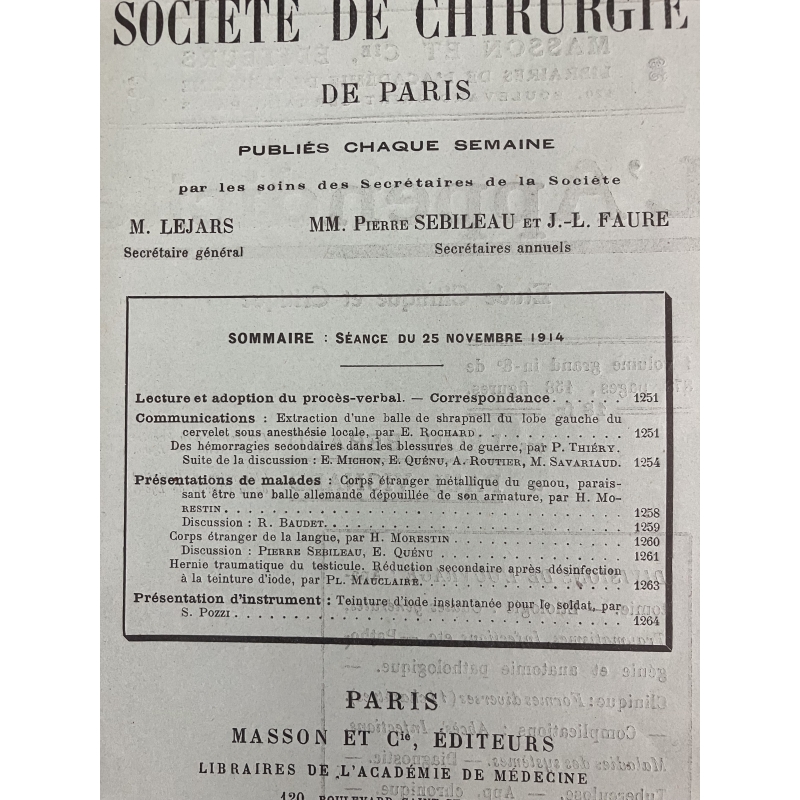 SOCIÉTÉ DE CHIRURGIE
DE PARIS
PUBLIÉS CHAQUE SEMAINE
par les soins des Secrétaires de la Société
M. LEJARS
Secrétaire général
MM. PIERRE SEBILEAU ET J.-L. FAURE
Secrétaires annuels
SOMMAIRE : SÉANCE DU 25 NOVEMBRE 1914
Lecture et adoption du procès-verbal. — Correspondance. . . . . . 1251
Communications : Extraction d'une balle de shrapnell du lobe gauche du
cervelet sous anesthésie locale, par E. ROCHARD. . . . . . . . . . . . 1251
Des hémorragies secondaires dans les blessures de guerre, par P. THIÉRY.
Suite de la discussion : E. MICHON, E. QUÉNU, A. ROUTIER, M. SAVARIAUD. 1254
Présentations de malades : Corps étranger métallique du genou, parais-
sant être une balle allemande dépouillée de son armature, par H. MO-
RESTIN . . . . . . . . . . . . . . . . . . . . . . . . . . . . . . 1258
Discussion : R. BAUDET. . . . . . . . . . . . . . . . . . . . . . 1259
Corps étranger de la langue, par H. MORESTIN . . . . . . . . . . . . 1260
Discussion : PIERRE SEBILEAU, E. QUÉNU . . . . . . . . . . . . . . 1261
Hernie traumatique du testicule. Réduction secondaire après désinfection
à la teinture d'iode, par PL. MAUCLAIRE. . . . . . . . . . . . . . . 1263
Présentation d'instrument : Teinture d'iode instantanée pour le soldat, par
S. POZZI . . . . . . . . . . . . . . . . . . . . . . . . . . . . . 1264
PARIS
MASSON ET Cie, ÉDITEURS
LIBRAIRES DE L'ACADÉMIE DE MÉDECINE